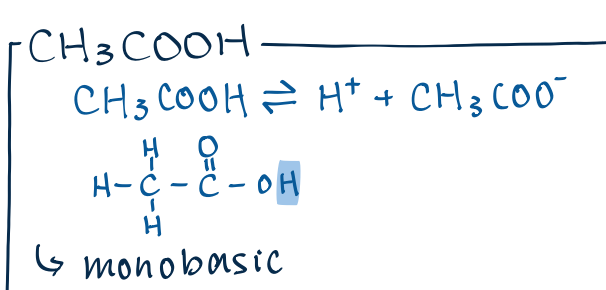 CH₃COOH
CH₃COOH ⇌ H⁺ + CH₃COO⁻
H O
H-C-C-OH
H
↳ monobasic